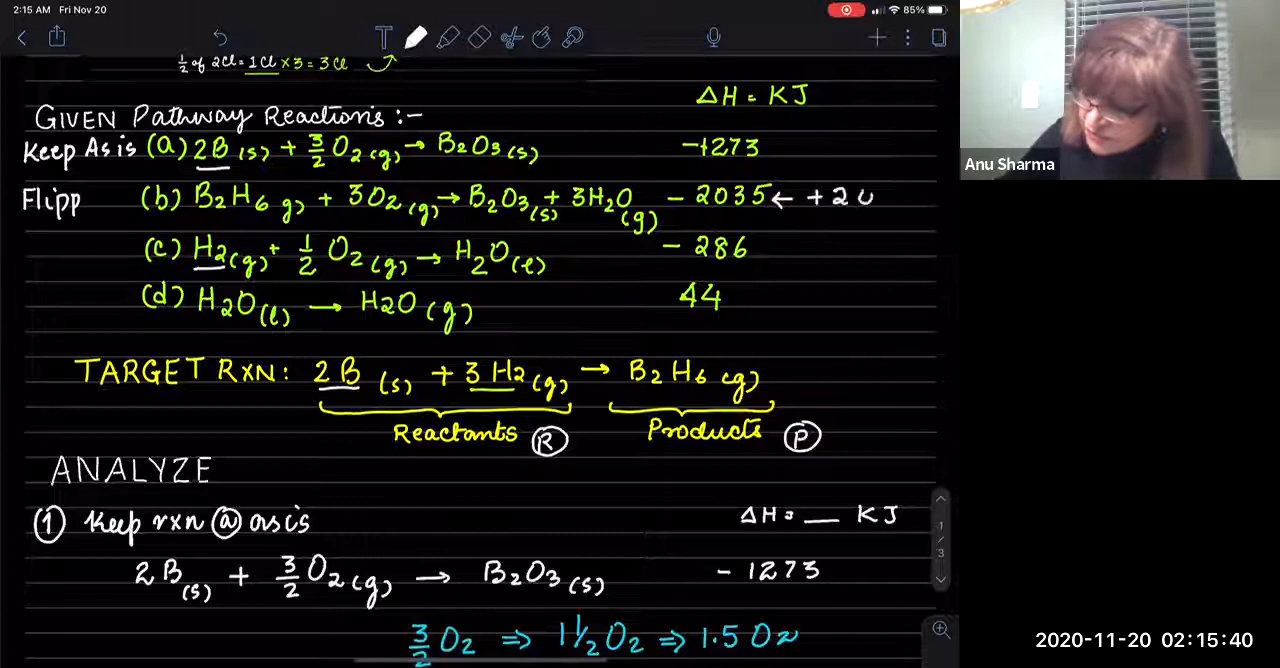 2:15 AM Fri Nov 20
85%
½ of 2Cl = 1Cl × 3 = 3Cl
ΔH = KJ
GIVEN Pathway Reactions :-
Keep As is (a) 2B (s) + 3/2 O₂ (g) → B₂O₃ (s) -1273
Flipp (b) B₂H₆ g) + 3O₂ (g) → B₂O₃ (s) + 3H₂O (g) - 2035 ← + 20
(c) H₂ (g) + 1/2 O₂ (g) → H₂O (l) - 286
(d) H₂O (l) → H₂O (g) 44
TARGET RXN: 2B (s) + 3H₂ (g) → B₂H₆ (g)
Reactants (R) Products (P)
ANALYZE
(1) Keep rxn (a) as is ΔH = __ KJ
2B (s) + 3/2 O₂ (g) → B₂O₃ (s) - 1273
3/2 O₂ ⇒ 1½ O₂ ⇒ 1.5 O₂
1/3
Anu Sharma
2020-11-20 02:15:40